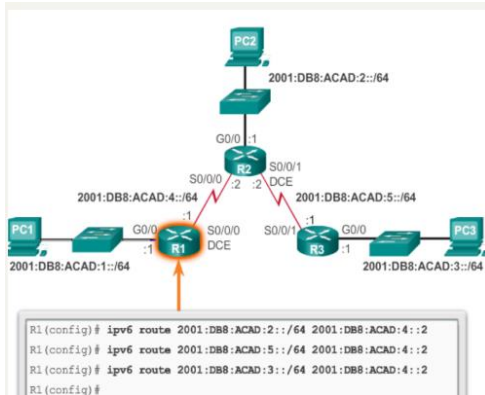 PC2
2001:DB8:ACAD:2::/64
G0/0 :1
R2
S0/0/1
DCE
S0/0/0 :2 :2
2001:DB8:ACAD:4::/64
2001:DB8:ACAD:5::/64
:1
:1
PC1
G0/0
:1
R1
S0/0/0
DCE
S0/0/1
R3
G0/0
:1
PC3
2001:DB8:ACAD:1::/64
2001:DB8:ACAD:3::/64
R1(config)# ipv6 route 2001:DB8:ACAD:2::/64 2001:DB8:ACAD:4::2
R1(config)# ipv6 route 2001:DB8:ACAD:5::/64 2001:DB8:ACAD:4::2
R1(config)# ipv6 route 2001:DB8:ACAD:3::/64 2001:DB8:ACAD:4::2
R1(config)#